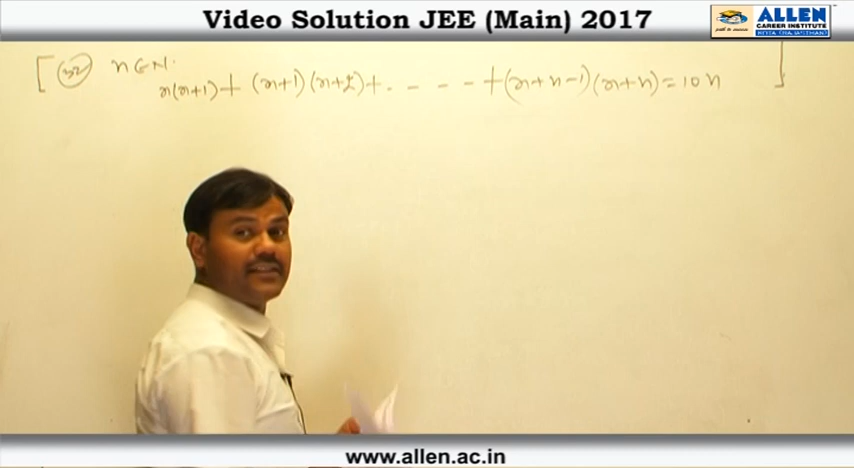 Video Solution JEE (Main) 2017
ALLEN
CAREER INSTITUTE
KOTA (RAJASTHAN)
[ 32 n ∈ N.
x(x+1) + (x+1)(x+2) + . - - - + (x+n-1)(x+n) = 10n ]
www.allen.ac.in